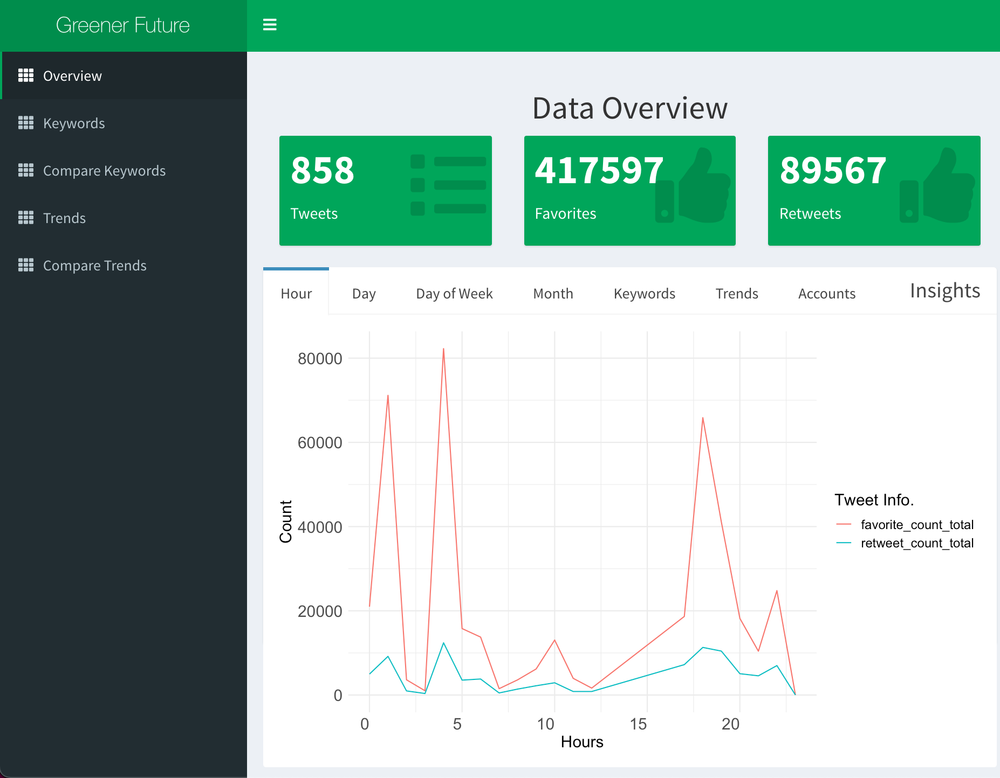 Greener Future
Overview
Keywords
Compare Keywords
Trends
Compare Trends
Data Overview
858
Tweets
417597
Favorites
89567
Retweets
Hour Day Day of Week Month Keywords Trends Accounts Insights
80000
60000
40000
20000
0
Count
0 5 10 15 20
Hours
Tweet Info.
favorite_count_total
retweet_count_total